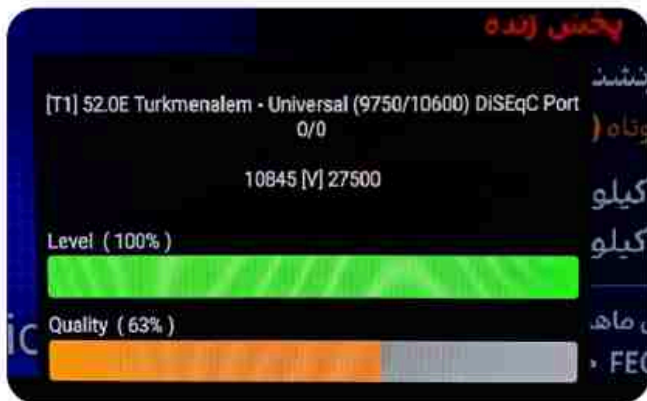 پخش زنده
[T1] 52.0E Turkmenalem - Universal (9750/10600) DiSEqC Port
0/0
10845 [V] 27500
کیلو
کیلو
Level ( 100% )
Quality ( 63% )